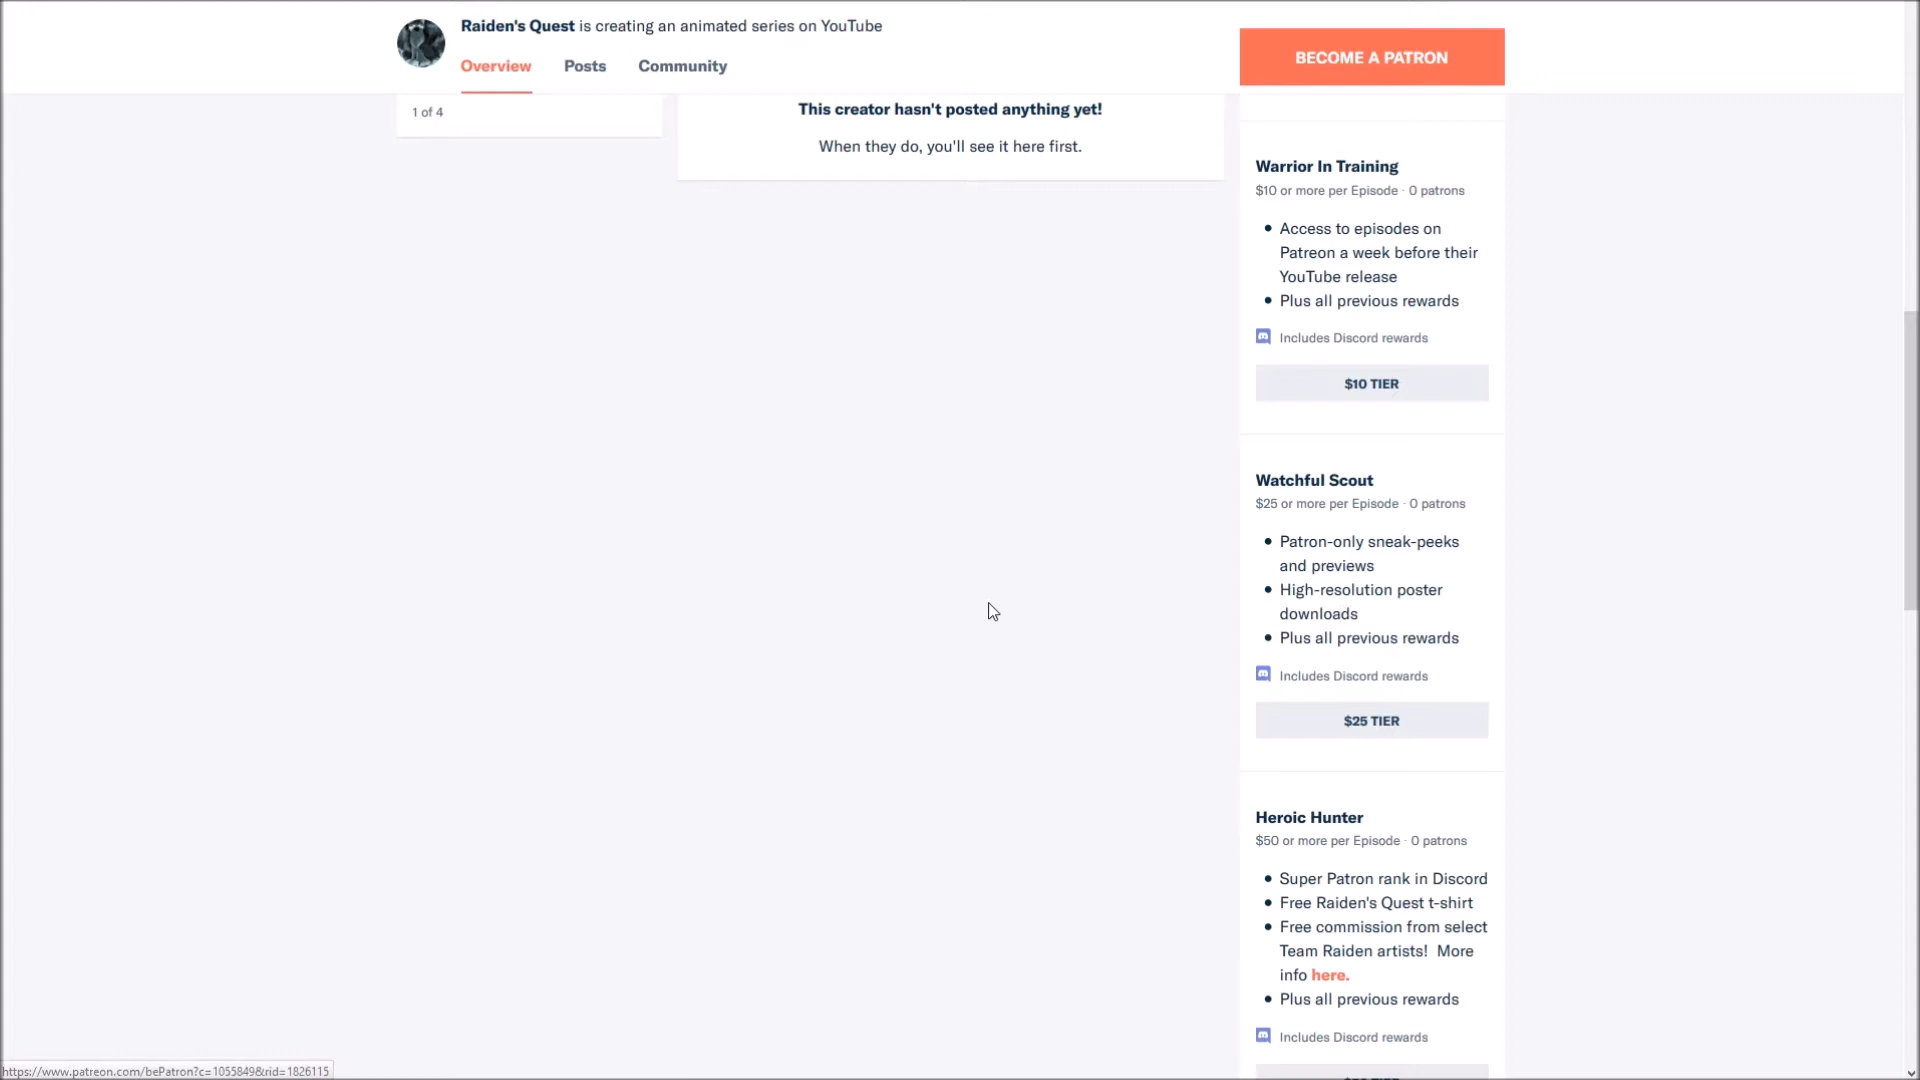 Raiden's Quest is creating an animated series on YouTube
Overview
Posts
Community
BECOME A PATRON
1 of 4
This creator hasn't posted anything yet!
When they do, you'll see it here first.
Warrior In Training
$10 or more per Episode · 0 patrons
• Access to episodes on
Patreon a week before their
YouTube release
• Plus all previous rewards
Includes Discord rewards
$10 TIER
Watchful Scout
$25 or more per Episode · 0 patrons
• Patron-only sneak-peeks
and previews
• High-resolution poster
downloads
• Plus all previous rewards
Includes Discord rewards
$25 TIER
Heroic Hunter
$50 or more per Episode · 0 patrons
• Super Patron rank in Discord
• Free Raiden's Quest t-shirt
• Free commission from select
Team Raiden artists! More
info here.
• Plus all previous rewards
Includes Discord rewards
https://www.patreon.com/bePatron?c=1055849&rid=1826115